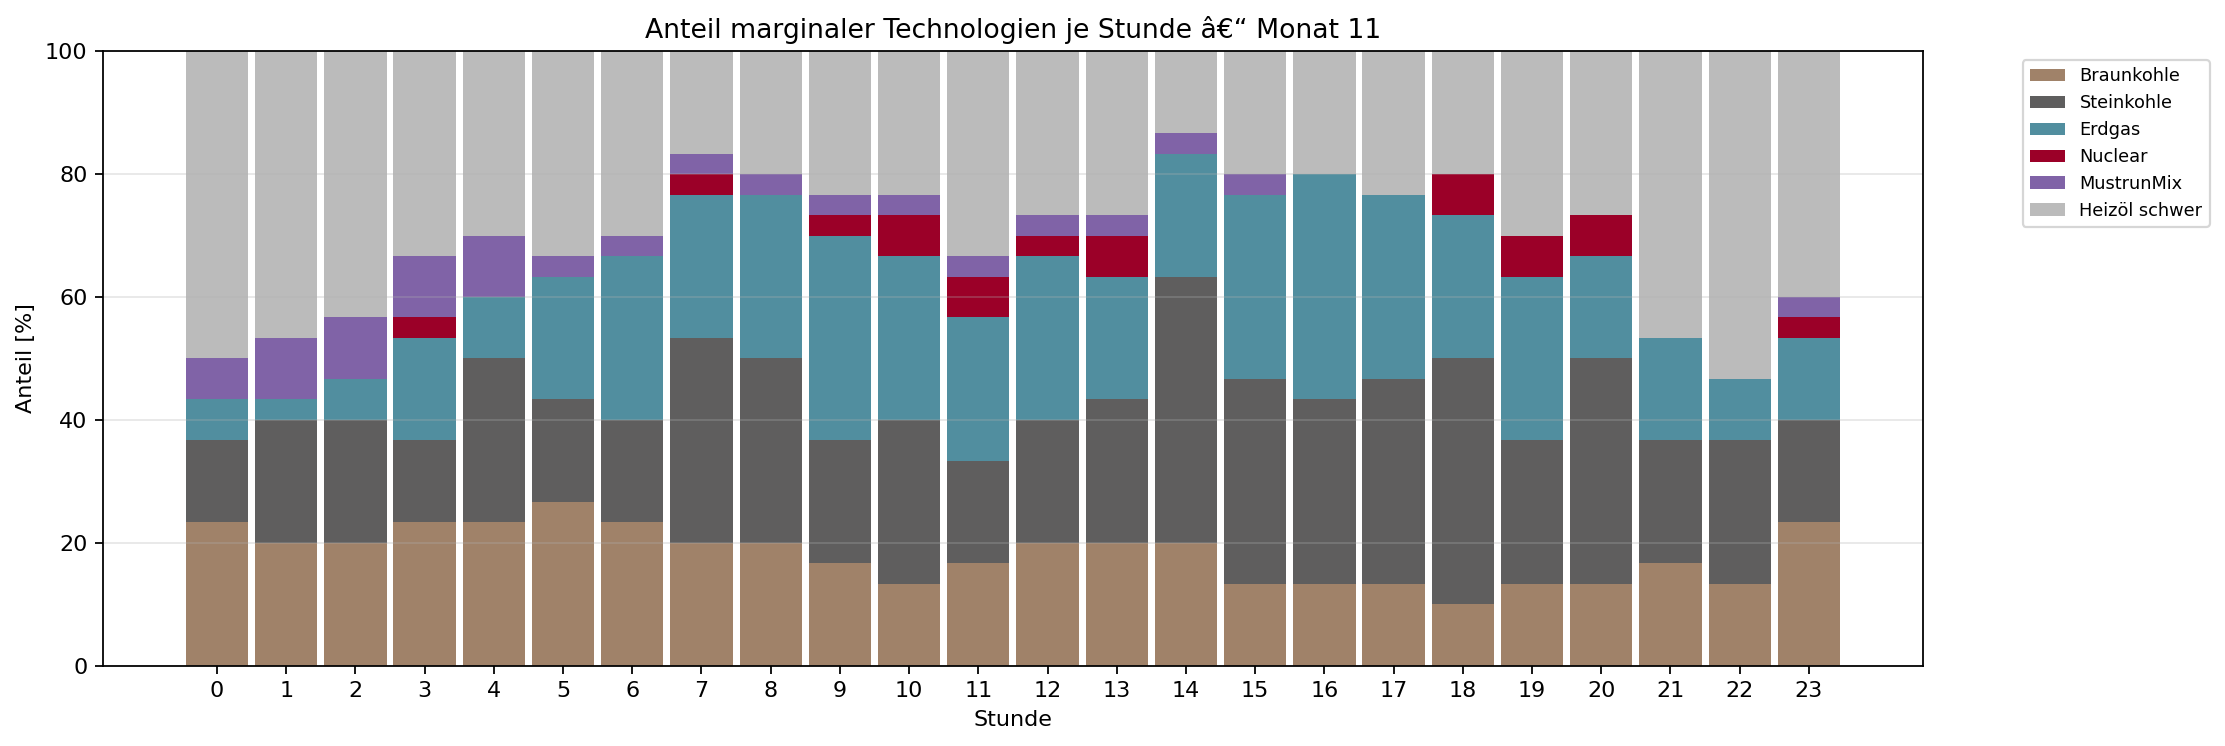 Anteil marginaler Technologien je Stunde â€“ Monat 11
100
80
60
40
20
0
Anteil [%]
0 1 2 3 4 5 6 7 8 9 10 11 12 13 14 15 16 17 18 19 20 21 22 23
Stunde
Braunkohle
Steinkohle
Erdgas
Nuclear
MustrunMix
Heizöl schwer